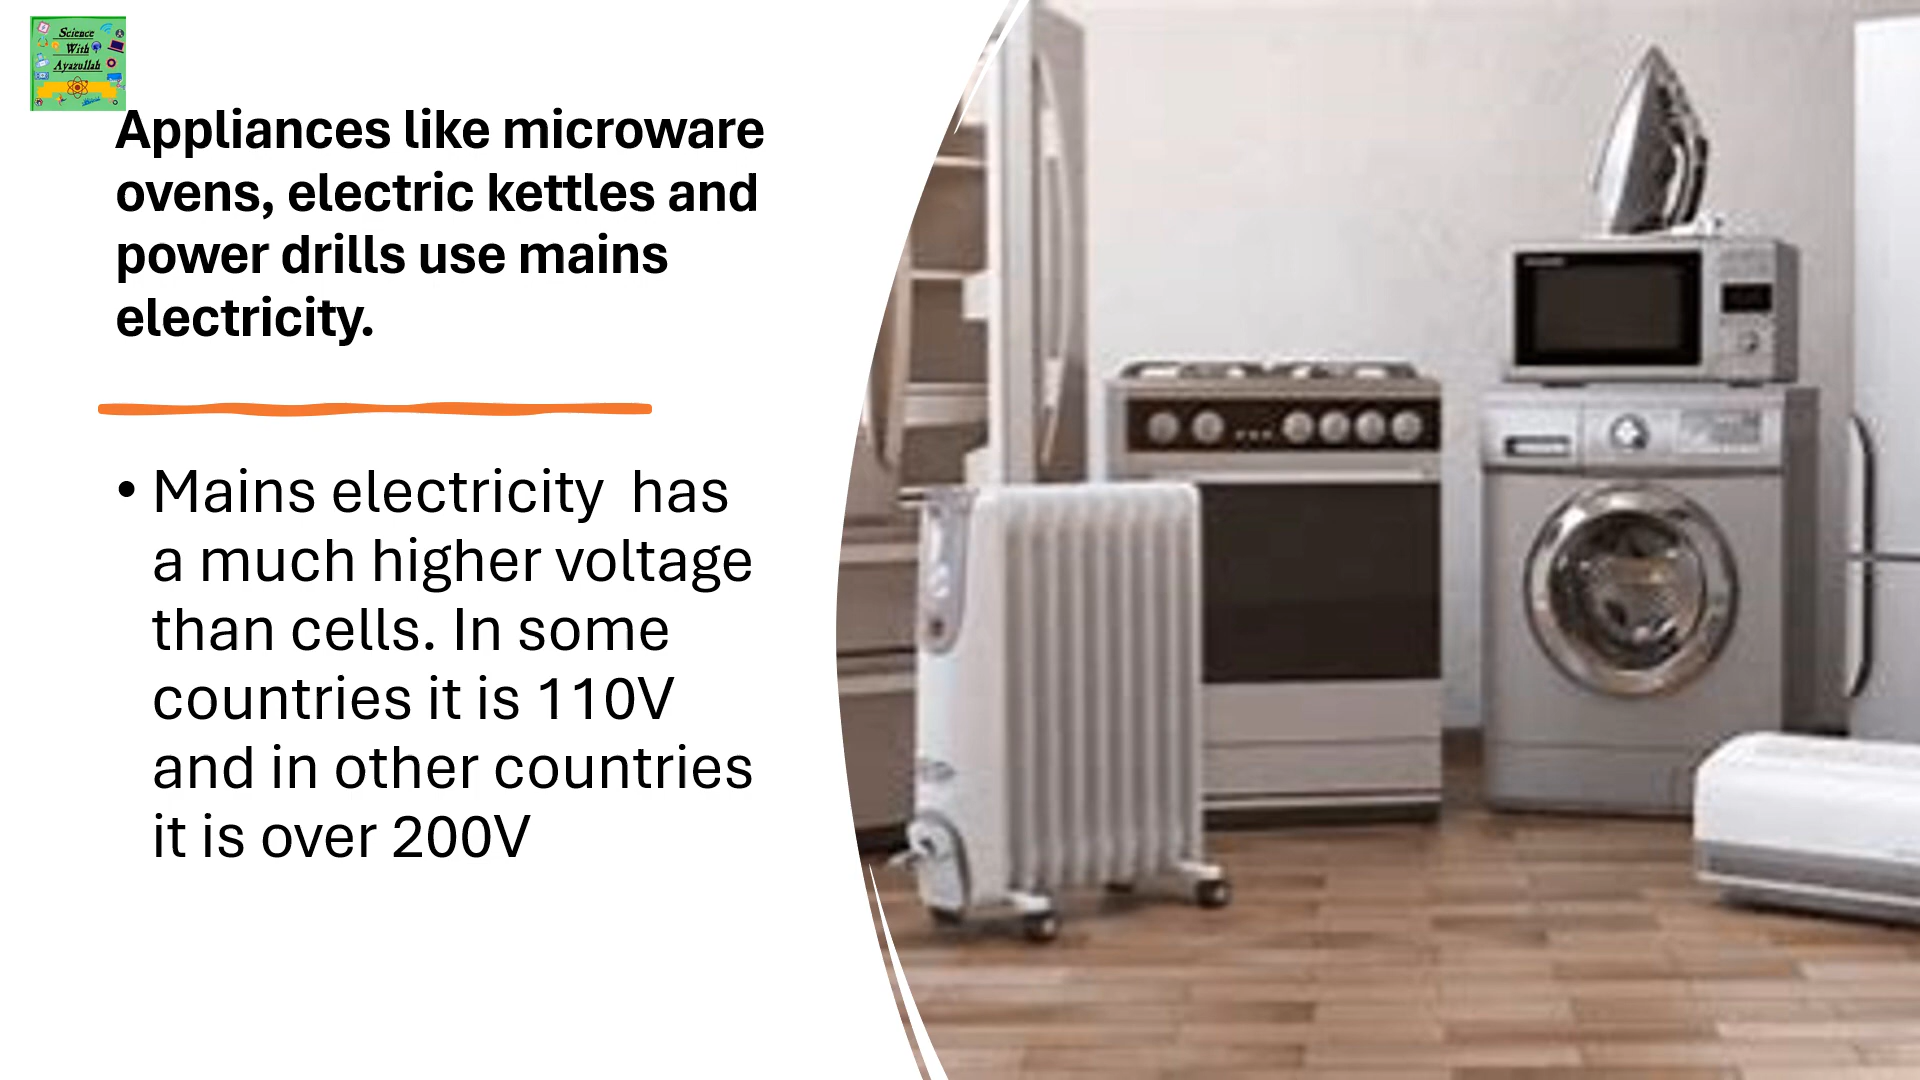 Science
With
Ayazullah
Appliances like microware
ovens, electric kettles and
power drills use mains
electricity.
• Mains electricity  has
a much higher voltage
than cells. In some
countries it is 110V
and in other countries
it is over 200V